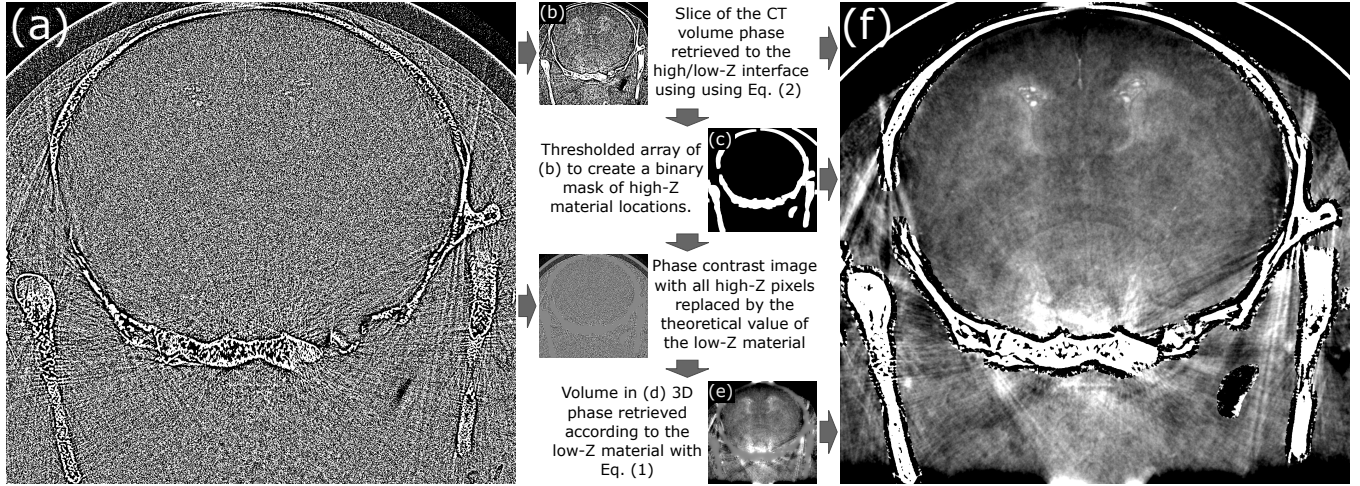 (a)
(b)
Slice of the CT
volume phase
retrieved to the
high/low-Z interface
using using Eq. (2)
Thresholded array of
(b) to create a binary
mask of high-Z
material locations.
(c)
Phase contrast image
with all high-Z pixels
replaced by the
theoretical value of
the low-Z material
Volume in (d) 3D
phase retrieved
according to the
low-Z material with
Eq. (1)
(e)
(f)